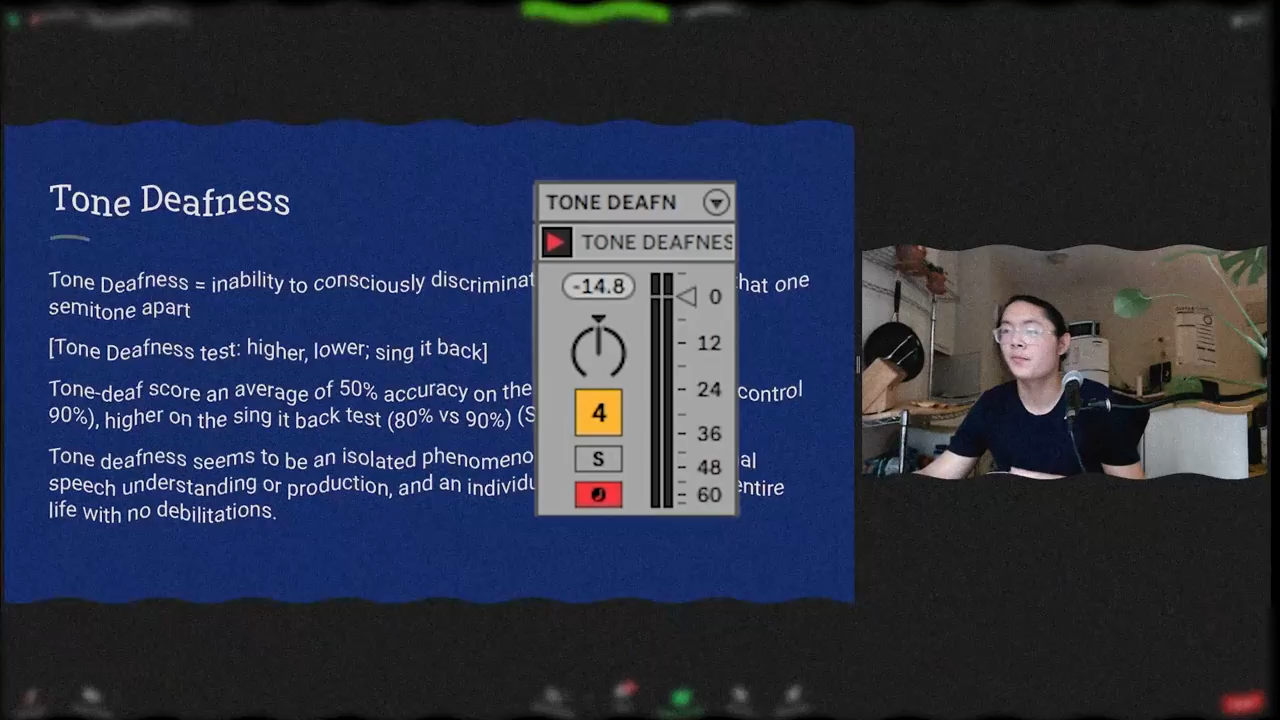 Tone Deafness
Tone Deafness = inability to consciously discriminat
that one
semitone apart
[Tone Deafness test: higher, lower; sing it back]
Tone-deaf score an average of 50% accuracy on the
control
90%), higher on the sing it back test (80% vs 90%) (S
Tone deafness seems to be an isolated phenomeno
al
speech understanding or production, and an individu
entire
life with no debilitations.
TONE DEAFN
TONE DEAFNES
-14.8
0
12
24
4
36
S
48
60